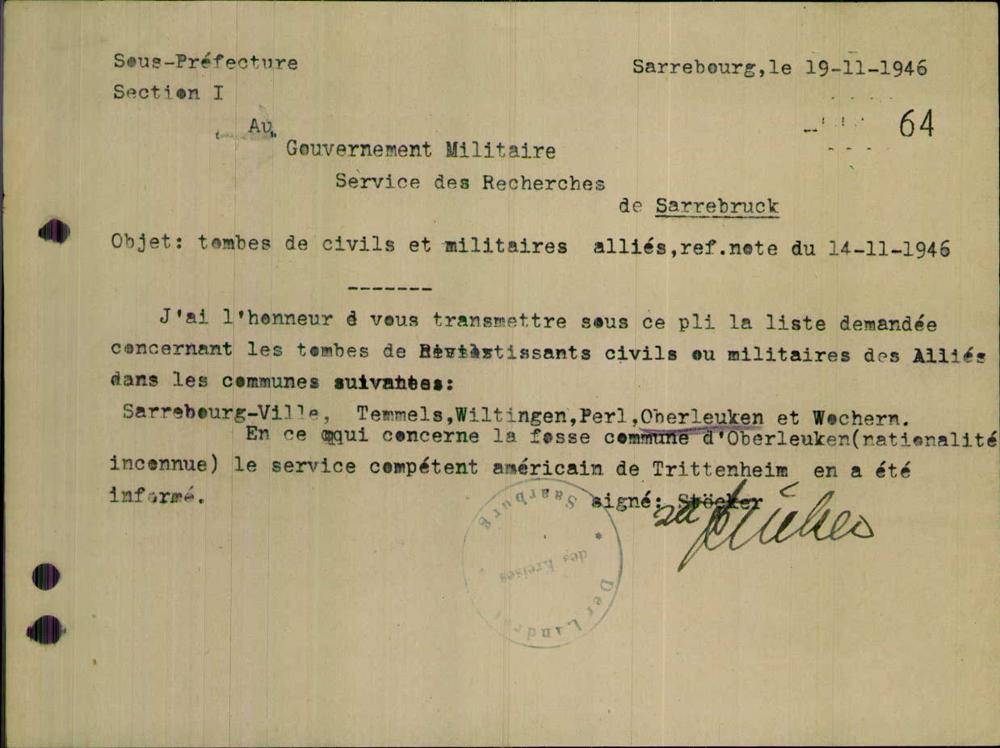 Sous-Préfecture
Sarrebourg,le 19-11-1946
Section I
64
Au
Gouvernement Militaire
Service des Recherches
de Sarrebruck
Objet: tombes de civils et militaires alliés,ref.note du 14-11-1946
-------
J'ai l'honneur d vous transmettre sous ce pli la liste demandée
concernant les tombes de civils ou militaires des Alliés
dans les communes suivantes:
Sarrebourg-Ville, Temmels,Wiltingen,Perl,Oberleuken et Wochern.
En ce qqui concerne la fosse commune d'Oberleuken(nationalité
inconnue) le service compétent américain de Trittenheim en a été
informé.
signé: Stöcker
Der Landrat
des Kreises
Saarburg